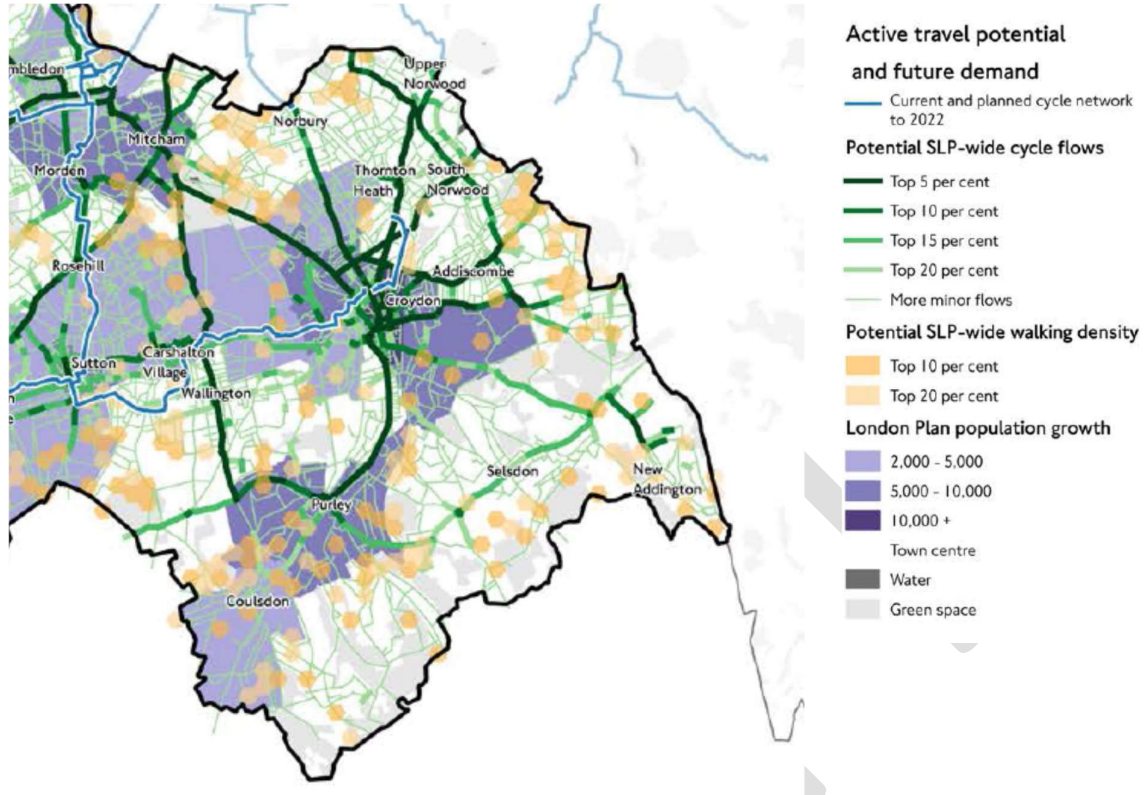 Active travel potential
and future demand
Current and planned cycle network
to 2022
Potential SLP-wide cycle flows
Top 5 per cent
Top 10 per cent
Top 15 per cent
Top 20 per cent
More minor flows
Potential SLP-wide walking density
Top 10 per cent
Top 20 per cent
London Plan population growth
2,000 - 5,000
5,000 - 10,000
10,000 +
Town centre
Water
Green space
mbledon
Upper
Norwood
Norbury
Mitcham
Morden
Thornton
Heath
South
Norwood
Rosehill
Addiscombe
Croydon
Sutton
Carshalton
Village
Wallington
Selsdon
New
Addington
Purley
Coulsdon